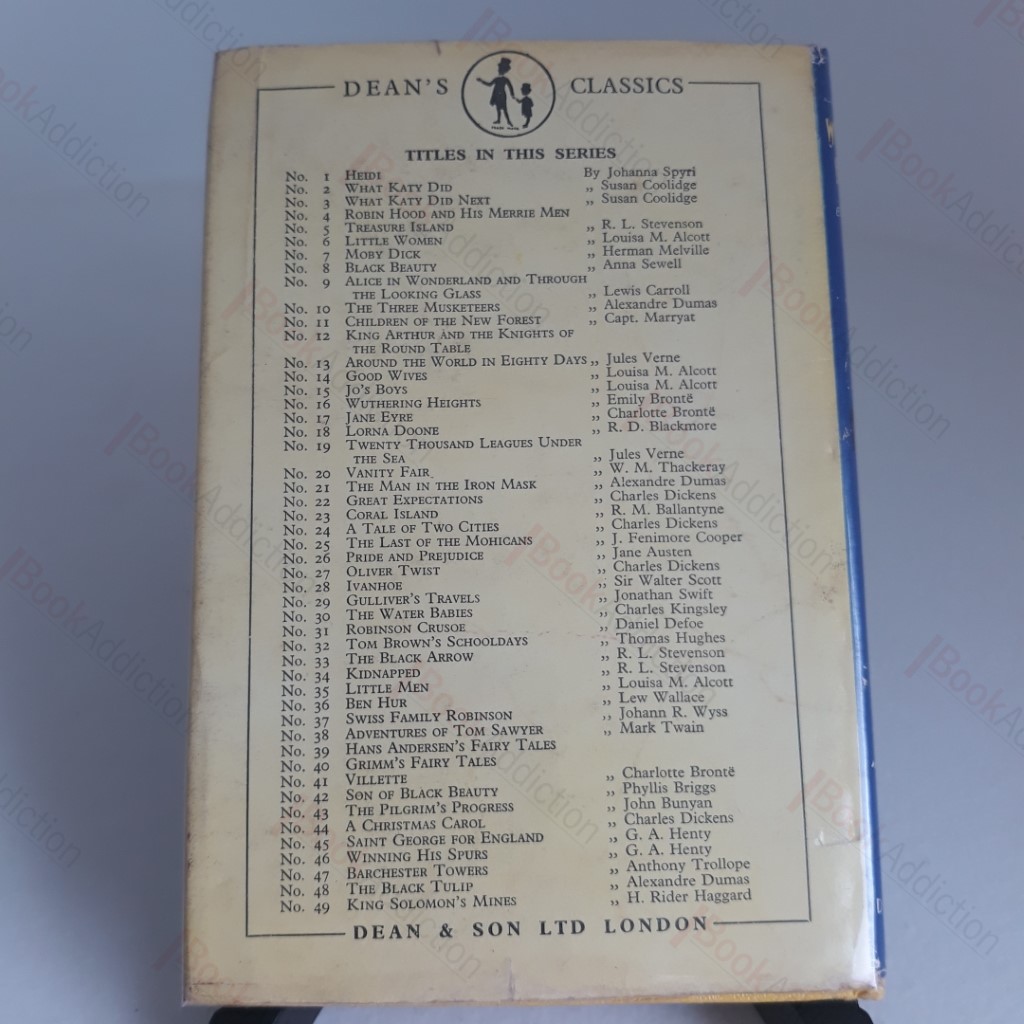 DEAN'S CLASSICS
TITLES IN THIS SERIES
No. 1 HEIDI By Johanna Spyri
No. 2 WHAT KATY DID „ Susan Coolidge
No. 3 WHAT KATY DID NEXT „ Susan Coolidge
No. 4 ROBIN HOOD AND HIS MERRIE MEN
No. 5 TREASURE ISLAND „ R. L. Stevenson
No. 6 LITTLE WOMEN „ Louisa M. Alcott
No. 7 MOBY DICK „ Herman Melville
No. 8 BLACK BEAUTY „ Anna Sewell
No. 9 ALICE IN WONDERLAND AND THROUGH
THE LOOKING GLASS „ Lewis Carroll
No. 10 THE THREE MUSKETEERS „ Alexandre Dumas
No. 11 CHILDREN OF THE NEW FOREST „ Capt. Marryat
No. 12 KING ARTHUR AND THE KNIGHTS OF
THE ROUND TABLE
No. 13 AROUND THE WORLD IN EIGHTY DAYS „ Jules Verne
No. 14 GOOD WIVES „ Louisa M. Alcott
No. 15 JO'S BOYS „ Louisa M. Alcott
No. 16 WUTHERING HEIGHTS „ Emily Brontë
No. 17 JANE EYRE „ Charlotte Brontë
No. 18 LORNA DOONE „ R. D. Blackmore
No. 19 TWENTY THOUSAND LEAGUES UNDER
THE SEA „ Jules Verne
No. 20 VANITY FAIR „ W. M. Thackeray
No. 21 THE MAN IN THE IRON MASK „ Alexandre Dumas
No. 22 GREAT EXPECTATIONS „ Charles Dickens
No. 23 CORAL ISLAND „ R. M. Ballantyne
No. 24 A TALE OF TWO CITIES „ Charles Dickens
No. 25 THE LAST OF THE MOHICANS „ J. Fenimore Cooper
No. 26 PRIDE AND PREJUDICE „ Jane Austen
No. 27 OLIVER TWIST „ Charles Dickens
No. 28 IVANHOE „ Sir Walter Scott
No. 29 GULLIVER'S TRAVELS „ Jonathan Swift
No. 30 THE WATER BABIES „ Charles Kingsley
No. 31 ROBINSON CRUSOE „ Daniel Defoe
No. 32 TOM BROWN'S SCHOOLDAYS „ Thomas Hughes
No. 33 THE BLACK ARROW „ R. L. Stevenson
No. 34 KIDNAPPED „ R. L. Stevenson
No. 35 LITTLE MEN „ Louisa M. Alcott
No. 36 BEN HUR „ Lew Wallace
No. 37 SWISS FAMILY ROBINSON „ Johann R. Wyss
No. 38 ADVENTURES OF TOM SAWYER „ Mark Twain
No. 39 HANS ANDERSEN'S FAIRY TALES
No. 40 GRIMM'S FAIRY TALES
No. 41 VILLETTE „ Charlotte Brontë
No. 42 SON OF BLACK BEAUTY „ Phyllis Briggs
No. 43 THE PILGRIM'S PROGRESS „ John Bunyan
No. 44 A CHRISTMAS CAROL „ Charles Dickens
No. 45 SAINT GEORGE FOR ENGLAND „ G. A. Henty
No. 46 WINNING HIS SPURS „ G. A. Henty
No. 47 BARCHESTER TOWERS „ Anthony Trollope
No. 48 THE BLACK TULIP „ Alexandre Dumas
No. 49 KING SOLOMON'S MINES „ H. Rider Haggard
DEAN & SON LTD LONDON
BookAddiction